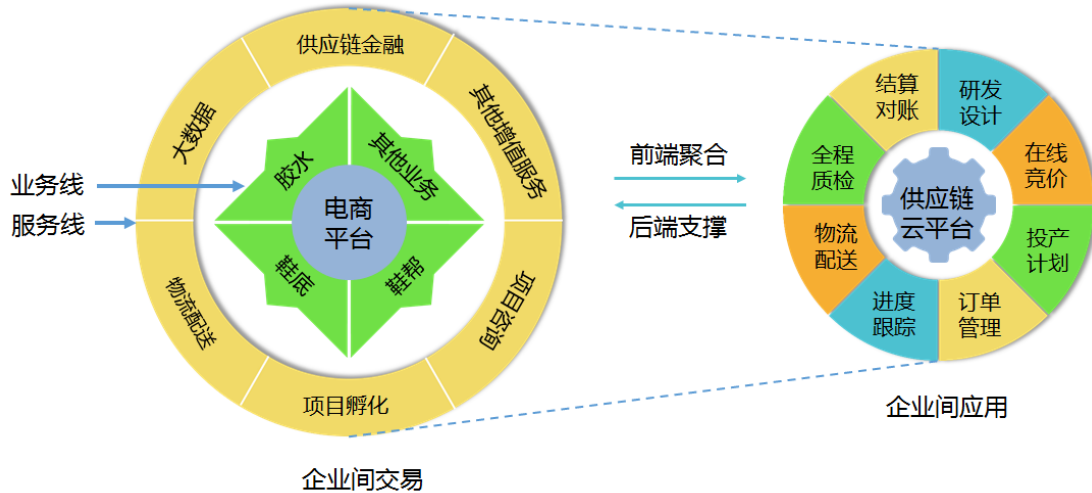 供应链金融
大数据
其他增值服务
胶水
其他业务
业务线
服务线
电商
平台
鞋底
鞋帮
物流配送
项目咨询
项目孵化
企业间交易
前端聚合
后端支撑
结算
对账
研发
设计
全程
质检
在线
竞价
供应链
云平台
物流
配送
投产
计划
进度
跟踪
订单
管理
企业间应用